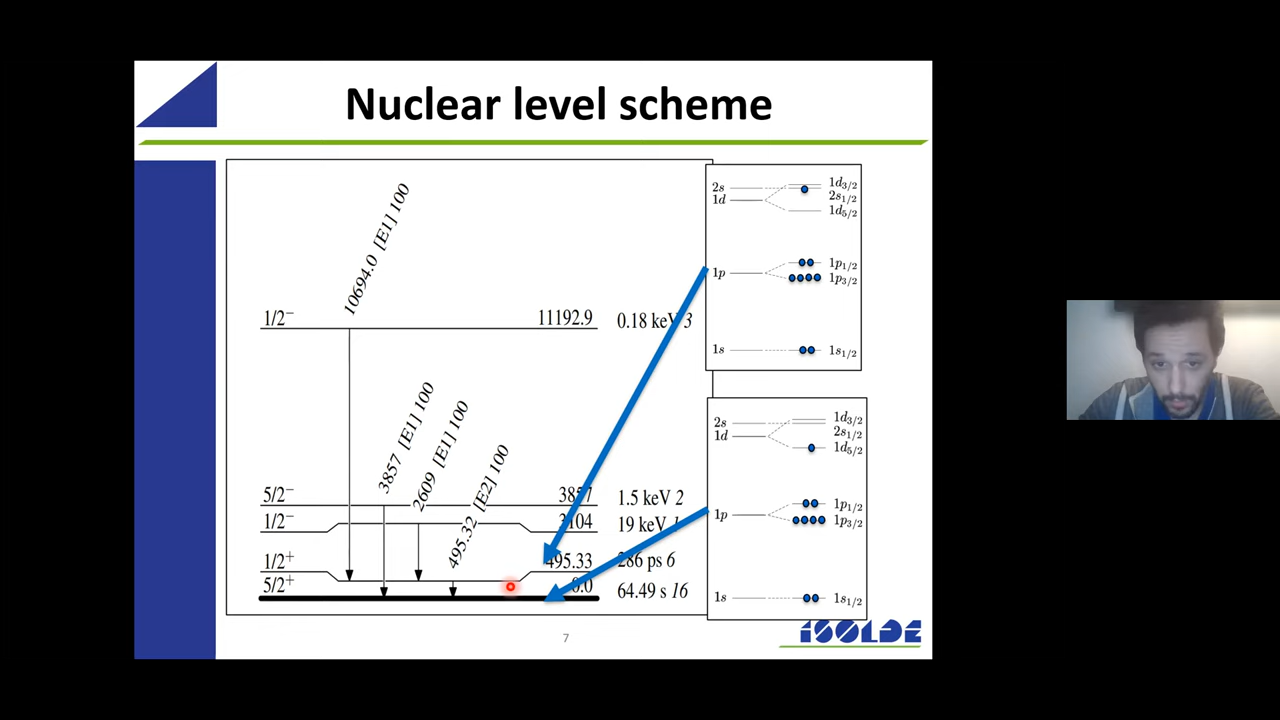 Nuclear level scheme
10694.0 [E1] 100
1/2⁻ 11192.9 0.18 keV 3
3857 [E1] 100
2609 [E1] 100
495.32 [E2] 100
5/2⁻ 3857 1.5 keV 2
1/2⁻ 3104 19 keV
1/2⁺ 495.33 286 ps 6
5/2⁺ 0.0 64.49 s 16
2s 1d₃/₂
1d 2s₁/₂
1d₅/₂
1p 1p₁/₂
1p₃/₂
1s 1s₁/₂
2s 1d₃/₂
1d 2s₁/₂
1d₅/₂
1p 1p₁/₂
1p₃/₂
1s 1s₁/₂
ISOLDE
7